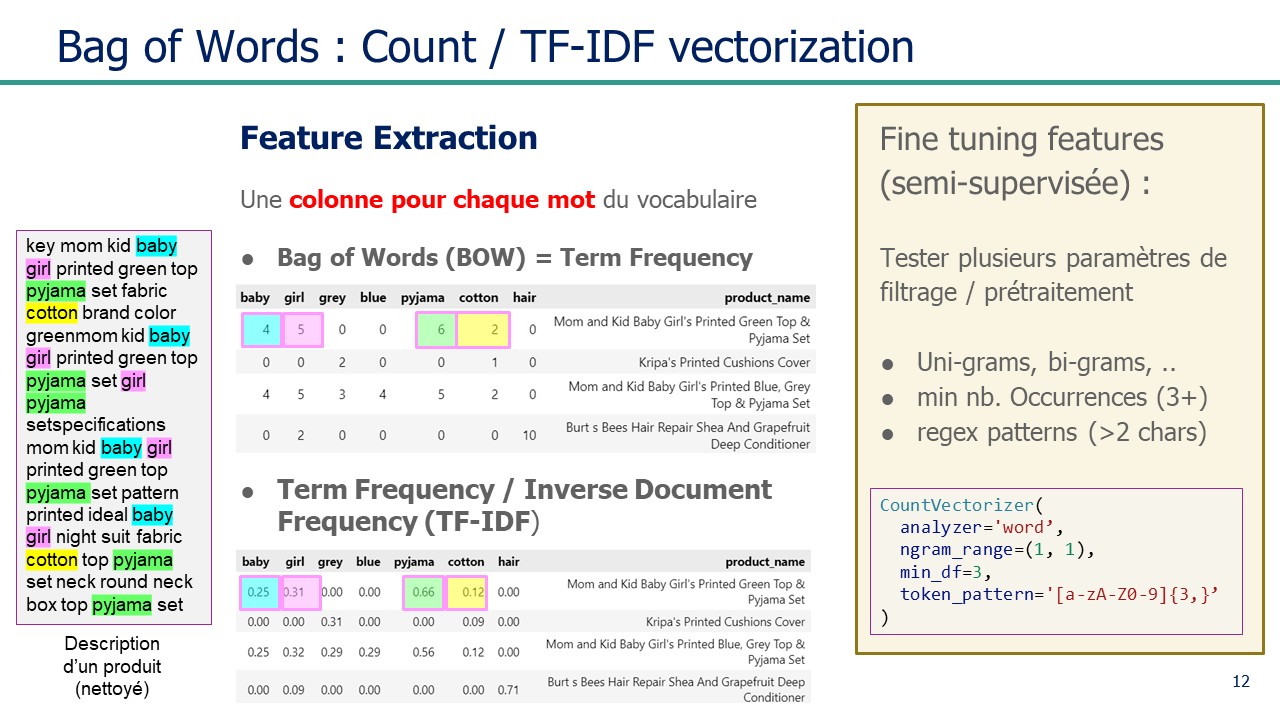 Bag of Words : Count / TF-IDF vectorization
key mom kid baby
girl printed green top
pyjama set fabric
cotton brand color
greenmom kid baby
girl printed green top
pyjama set girl
pyjama
setspecifications
mom kid baby girl
printed green top
pyjama set pattern
printed ideal baby
girl night suit fabric
cotton top pyjama
set neck round neck
box top pyjama set
Description
d’un produit
(nettoyé)
Feature Extraction
Une colonne pour chaque mot du vocabulaire
● Bag of Words (BOW) = Term Frequency
baby girl grey blue pyjama cotton hair product_name
4 5 0 0 6 2 0 Mom and Kid Baby Girl's Printed Green Top &
Pyjama Set
0 0 2 0 0 1 0 Kripa's Printed Cushions Cover
4 5 3 4 5 2 0 Mom and Kid Baby Girl's Printed Blue, Grey
Top & Pyjama Set
0 2 0 0 0 0 10 Burt s Bees Hair Repair Shea And Grapefruit
Deep Conditioner
● Term Frequency / Inverse Document
Frequency (TF-IDF)
baby girl grey blue pyjama cotton hair product_name
0.25 0.31 0.00 0.00 0.66 0.12 0.00 Mom and Kid Baby Girl's Printed Green Top &
Pyjama Set
0.00 0.00 0.31 0.00 0.00 0.09 0.00 Kripa's Printed Cushions Cover
0.25 0.32 0.29 0.29 0.56 0.12 0.00 Mom and Kid Baby Girl's Printed Blue, Grey Top &
Pyjama Set
0.00 0.09 0.00 0.00 0.00 0.00 0.71 Burt s Bees Hair Repair Shea And Grapefruit Deep
Conditioner
Fine tuning features
(semi-supervisée) :
Tester plusieurs paramètres de
filtrage / prétraitement
● Uni-grams, bi-grams, ..
● min nb. Occurrences (3+)
● regex patterns (>2 chars)
CountVectorizer(
analyzer='word’,
ngram_range=(1, 1),
min_df=3,
token_pattern='[a-zA-Z0-9]{3,}’
)
12